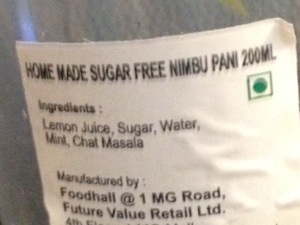 HOME MADE SUGAR FREE NIMBU PANI 200ML
Ingredients :
Lemon Juice, Sugar, Water,
Mint, Chat Masala
Manufactured by :
Foodhall @ 1 MG Road,
Future Value Retail Ltd.
4th